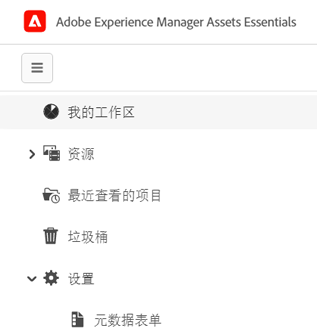 Adobe Experience Manager Assets Essentials
我的工作区
资源
最近查看的项目
垃圾桶
设置
元数据表单